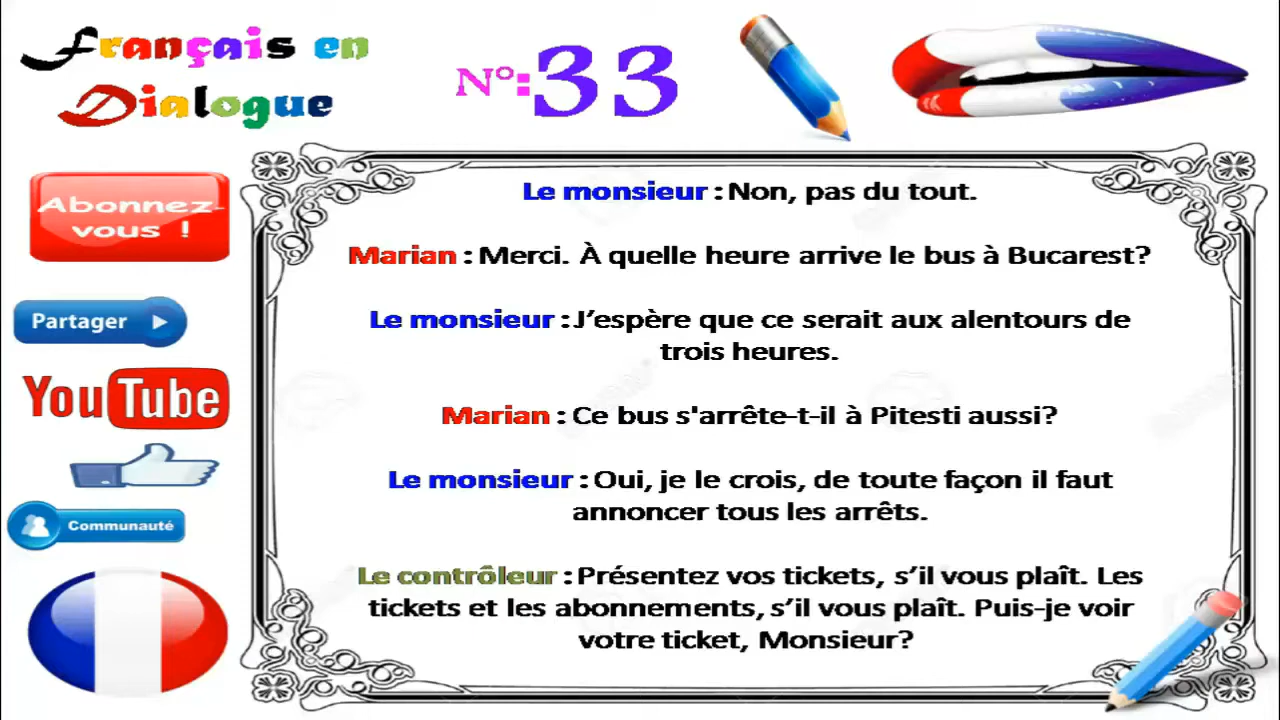 Français en
Dialogue
N°:33
Abonnez-
vous !
Partager
YouTube
Communauté
Le monsieur : Non, pas du tout.
Marian : Merci. À quelle heure arrive le bus à Bucarest?
Le monsieur : J’espère que ce serait aux alentours de
trois heures.
Marian : Ce bus s'arrête-t-il à Pitesti aussi?
Le monsieur : Oui, je le crois, de toute façon il faut
annoncer tous les arrêts.
Le contrôleur : Présentez vos tickets, s’il vous plaît. Les
tickets et les abonnements, s’il vous plaît. Puis-je voir
votre ticket, Monsieur?